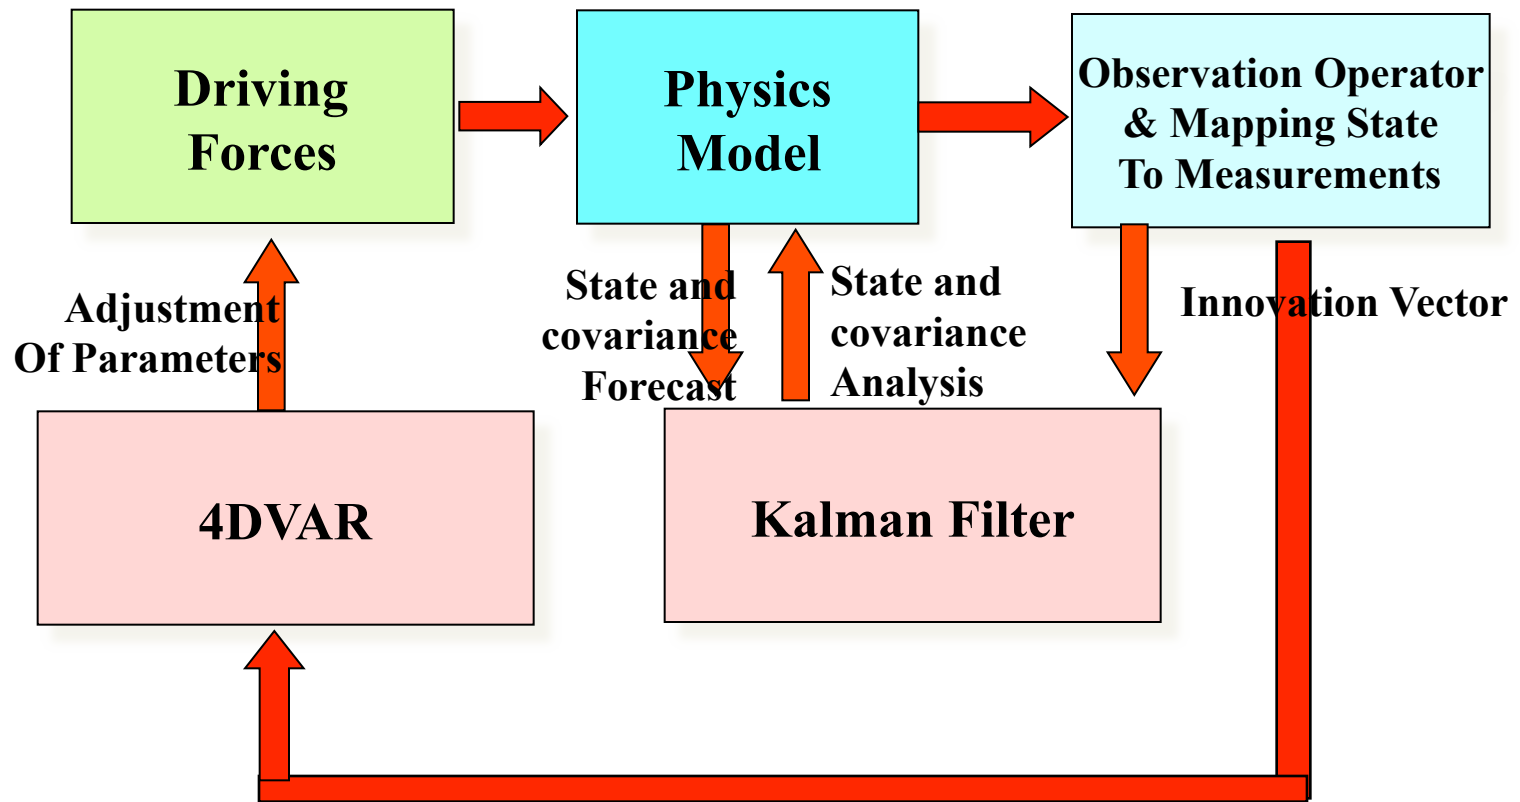 Driving
Forces
Physics
Model
Observation Operator
& Mapping State
To Measurements
Adjustment
Of Parameters
State and
covariance
Forecast
State and
covariance
Analysis
Innovation Vector
4DVAR
Kalman Filter